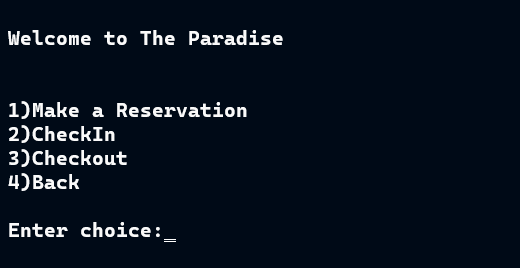 Welcome to The Paradise
1)Make a Reservation
2)CheckIn
3)Checkout
4)Back
Enter choice:_